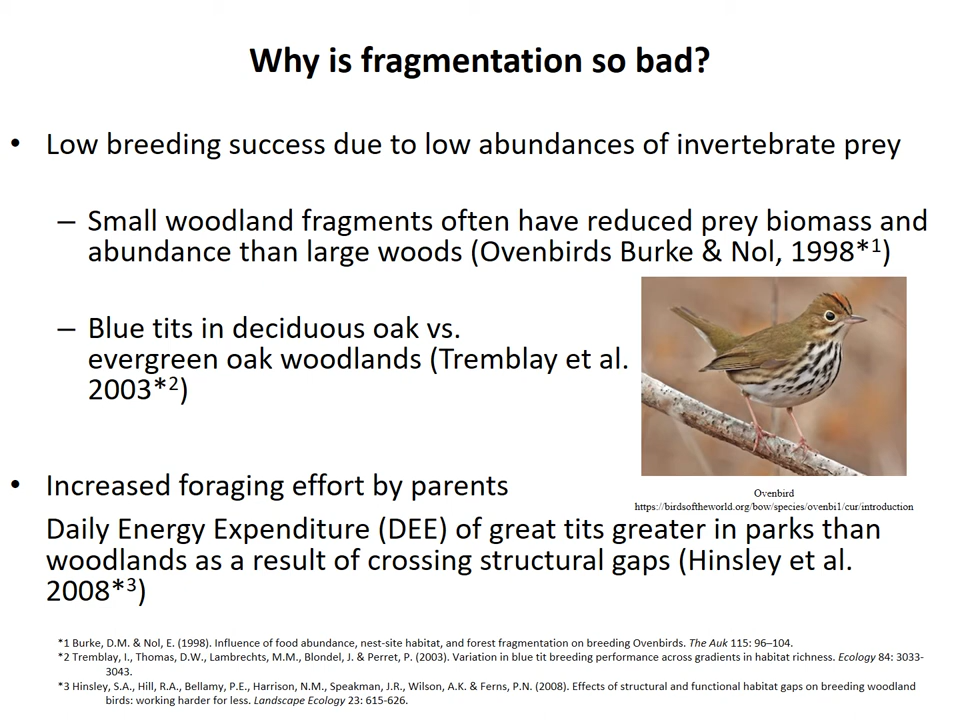 Why is fragmentation so bad?
• Low breeding success due to low abundances of invertebrate prey
– Small woodland fragments often have reduced prey biomass and
abundance than large woods (Ovenbirds Burke & Nol, 1998*1)
– Blue tits in deciduous oak vs.
evergreen oak woodlands (Tremblay et al.
2003*2)
• Increased foraging effort by parents
Ovenbird
https://birdsoftheworld.org/bow/species/ovenbi1/cur/introduction
Daily Energy Expenditure (DEE) of great tits greater in parks than
woodlands as a result of crossing structural gaps (Hinsley et al.
2008*3)
*1 Burke, D.M. & Nol, E. (1998). Influence of food abundance, nest-site habitat, and forest fragmentation on breeding Ovenbirds. The Auk 115: 96–104.
*2 Tremblay, I., Thomas, D.W., Lambrechts, M.M., Blondel, J. & Perret, P. (2003). Variation in blue tit breeding performance across gradients in habitat richness. Ecology 84: 3033-
3043.
*3 Hinsley, S.A., Hill, R.A., Bellamy, P.E., Harrison, N.M., Speakman, J.R., Wilson, A.K. & Ferns, P.N. (2008). Effects of structural and functional habitat gaps on breeding woodland
birds: working harder for less. Landscape Ecology 23: 615-626.